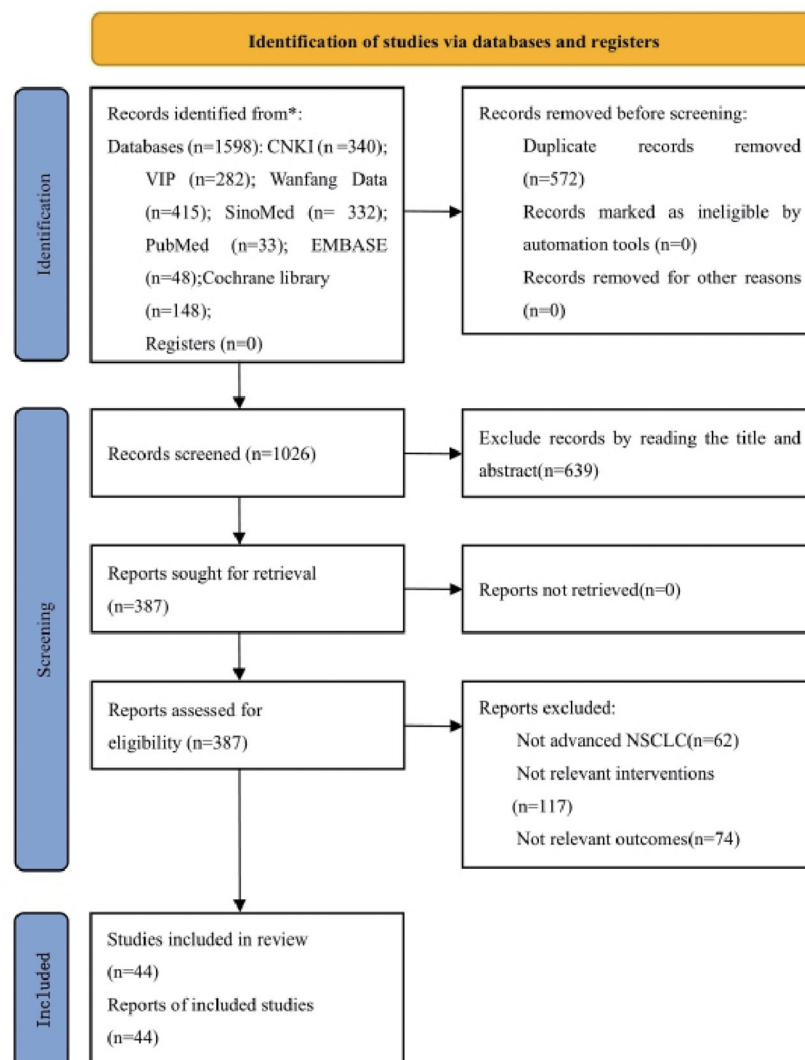 Identification of studies via databases and registers
Identification
Records identified from*:
Databases (n=1598): CNKI (n =340);
VIP (n=282); Wanfang Data
(n=415); SinoMed (n= 332);
PubMed (n=33); EMBASE
(n=48);Cochrane library
(n=148);
Registers (n=0)
Records removed before screening:
Duplicate records removed
(n=572)
Records marked as ineligible by
automation tools (n=0)
Records removed for other reasons
(n=0)
Screening
Records screened (n=1026)
Exclude records by reading the title and
abstract(n=639)
Reports sought for retrieval
(n=387)
Reports not retrieved(n=0)
Reports assessed for
eligibility (n=387)
Reports excluded:
Not advanced NSCLC(n=62)
Not relevant interventions
(n=117)
Not relevant outcomes(n=74)
Included
Studies included in review
(n=44)
Reports of included studies
(n=44)